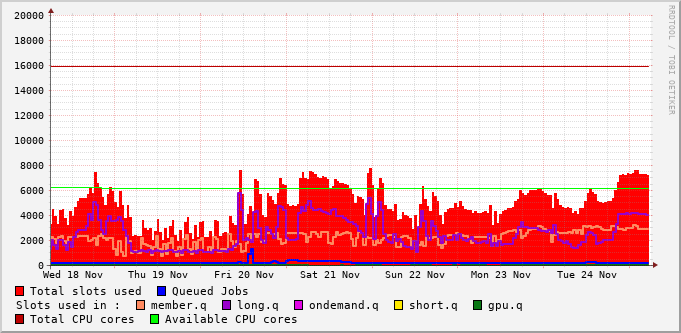 RRDTOOL / TOBI OETIKER
20000
18000
16000
14000
12000
10000
8000
6000
4000
2000
0
Wed 18 Nov Thu 19 Nov Fri 20 Nov Sat 21 Nov Sun 22 Nov Mon 23 Nov Tue 24 Nov
Total slots used Queued Jobs
Slots used in : member.q long.q ondemand.q short.q gpu.q
Total CPU cores Available CPU cores